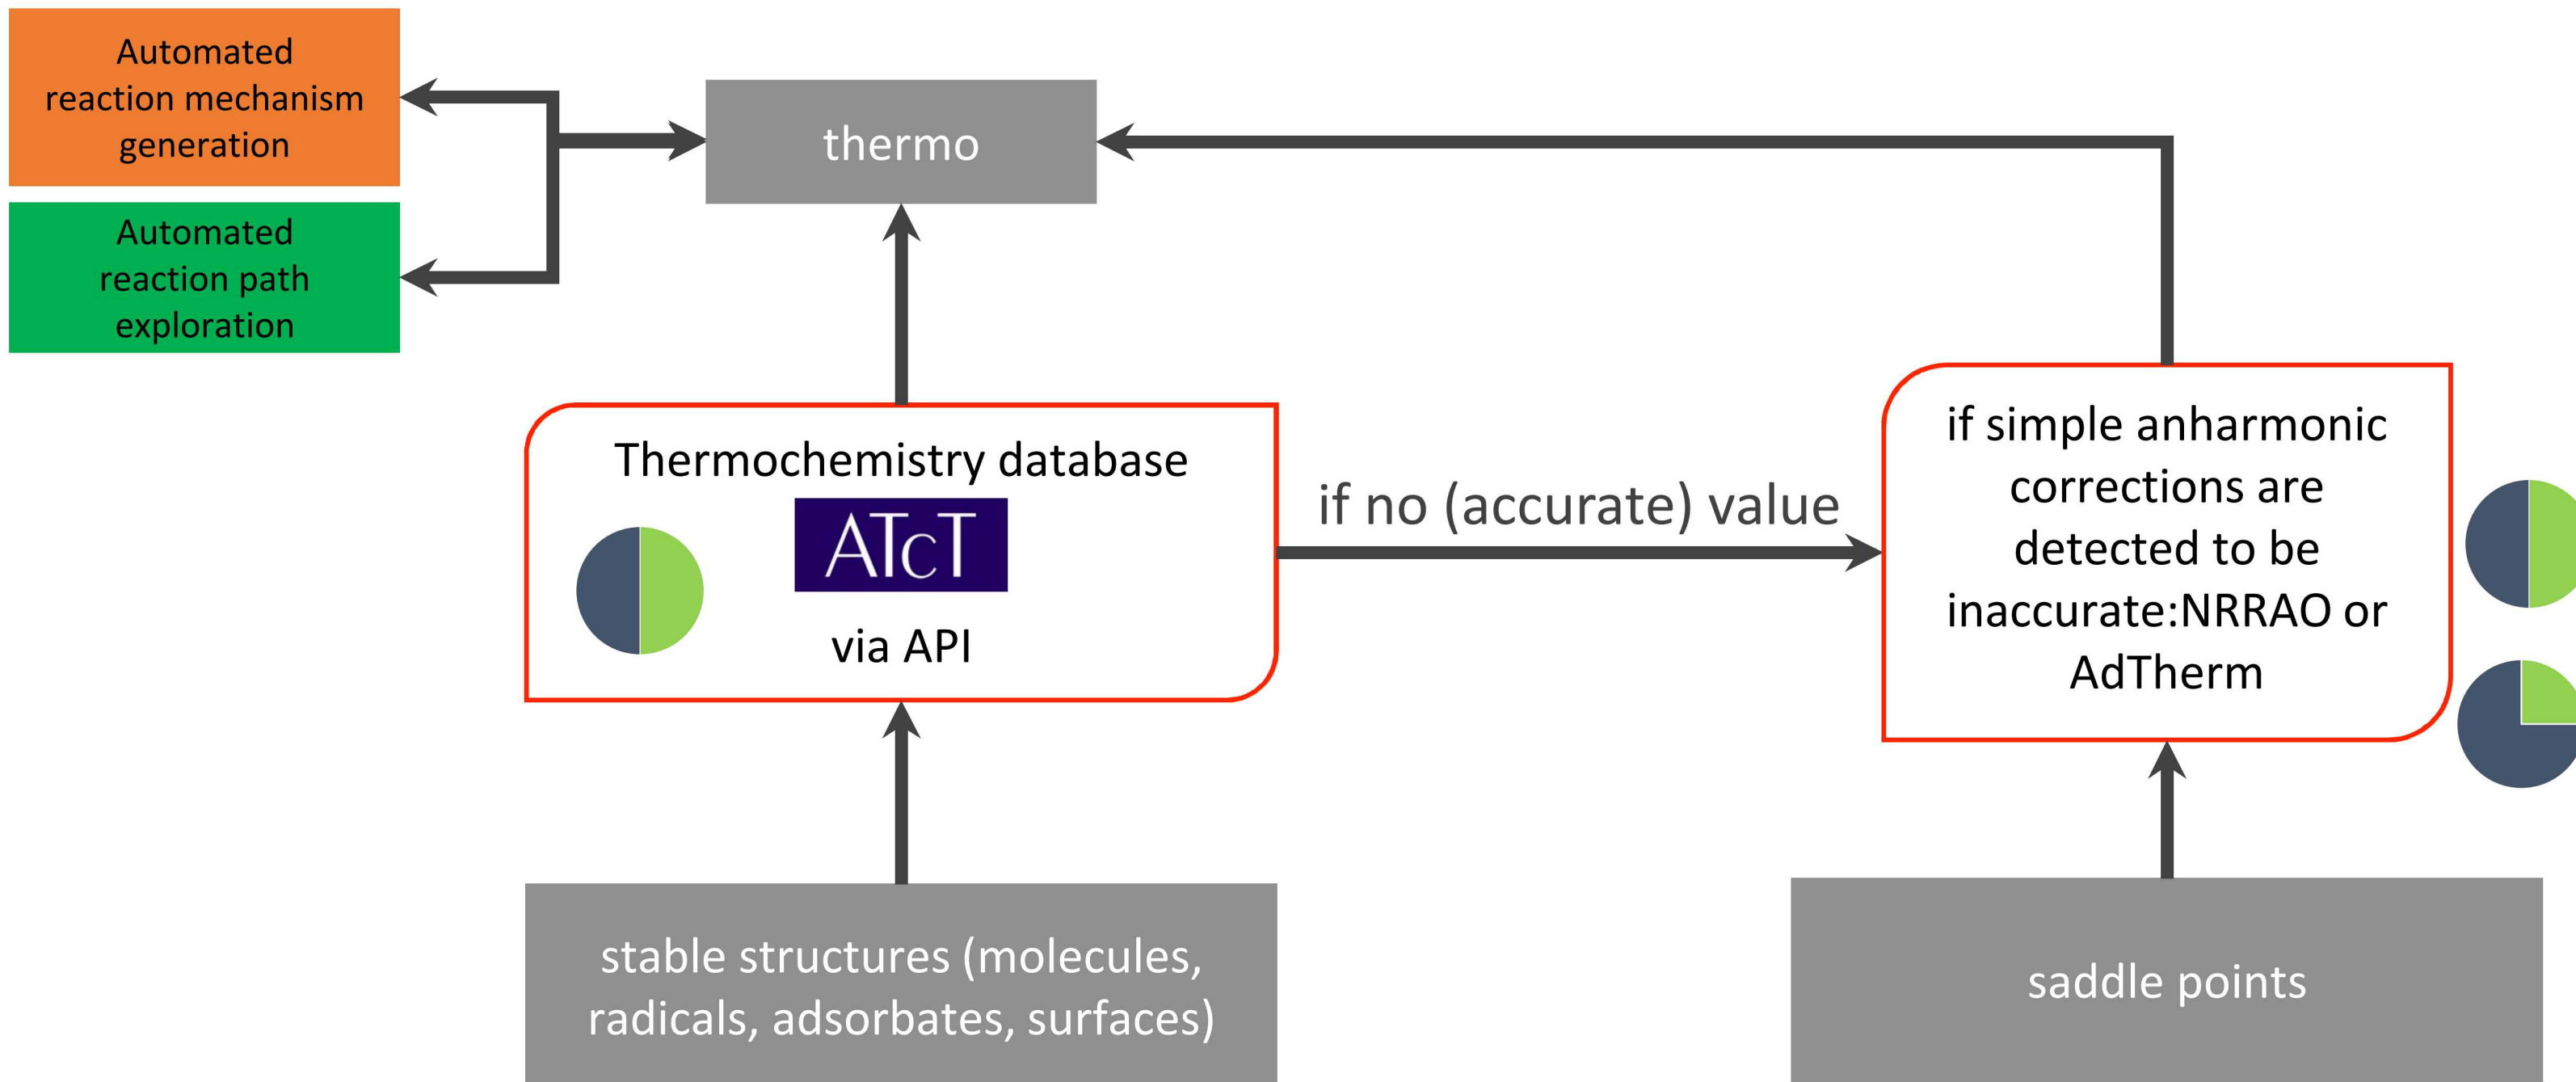 Automated
reaction mechanism
generation
thermo
Automated
reaction path
exploration
Thermochemistry database
ATcT
via API
if no (accurate) value
if simple anharmonic
corrections are
detected to be
inaccurate:NRRAO or
AdTherm
stable structures (molecules,
radicals, adsorbates, surfaces)
saddle points